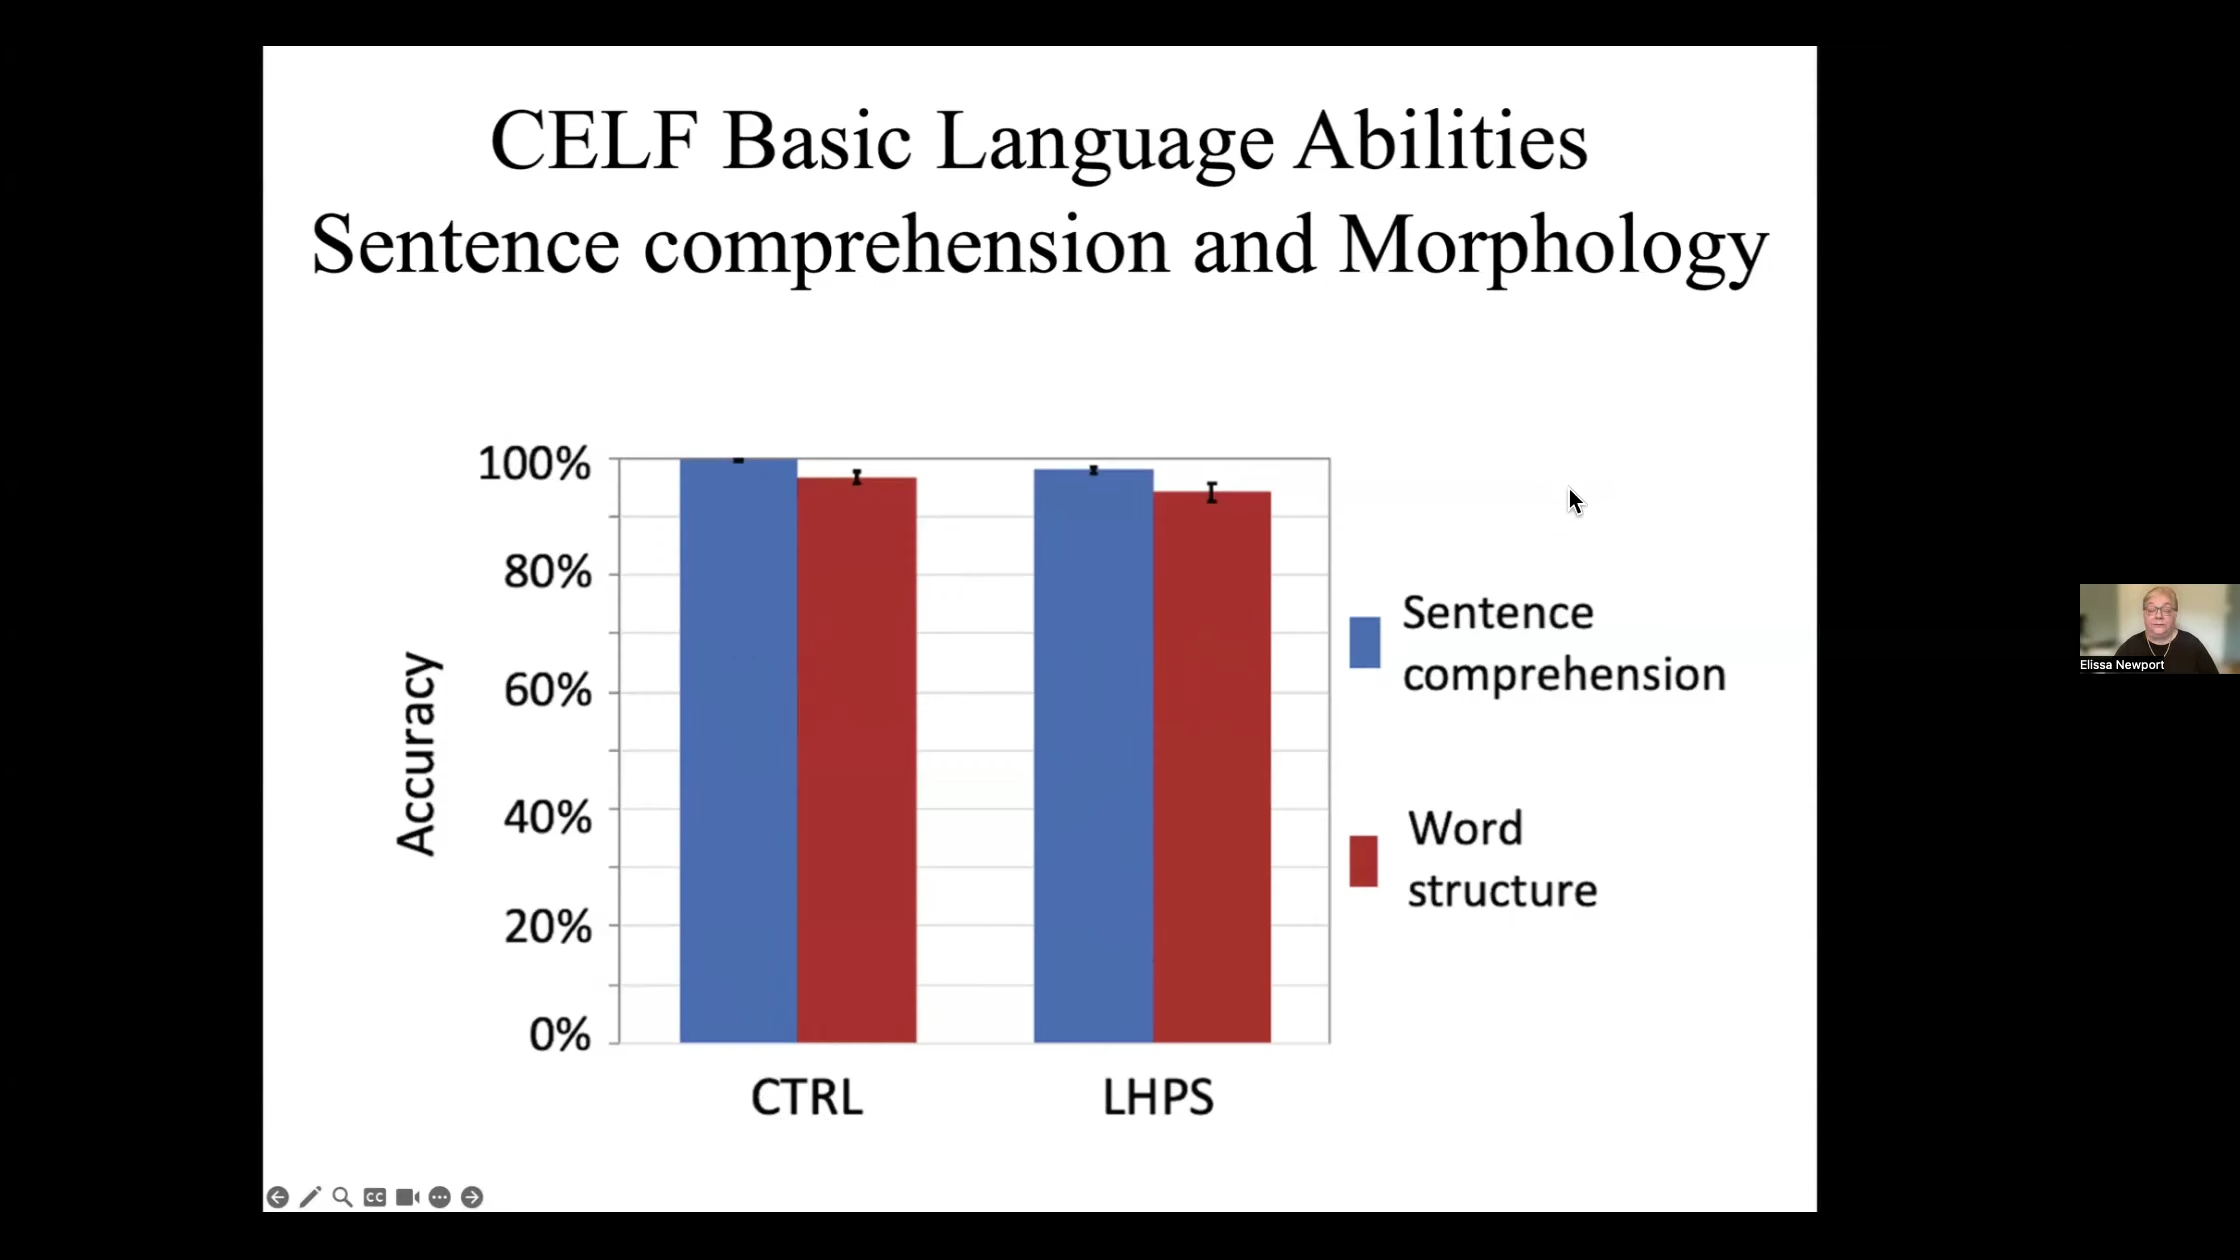 CELF Basic Language Abilities
Sentence comprehension and Morphology
100%
80%
60%
40%
20%
0%
Accuracy
CTRL
LHPS
Sentence
comprehension
Word
structure
CC
Elissa Newport